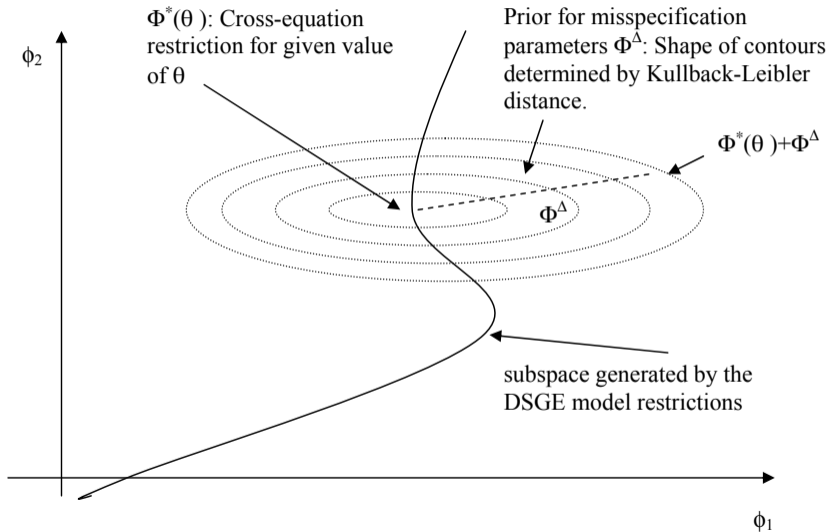 Φ*(θ ): Cross-equation
restriction for given value
of θ
Prior for misspecification
parameters Φ^Δ: Shape of contours
determined by Kullback-Leibler
distance.
ϕ₂
Φ*(θ )+Φ^Δ
Φ^Δ
subspace generated by the
DSGE model restrictions
ϕ₁